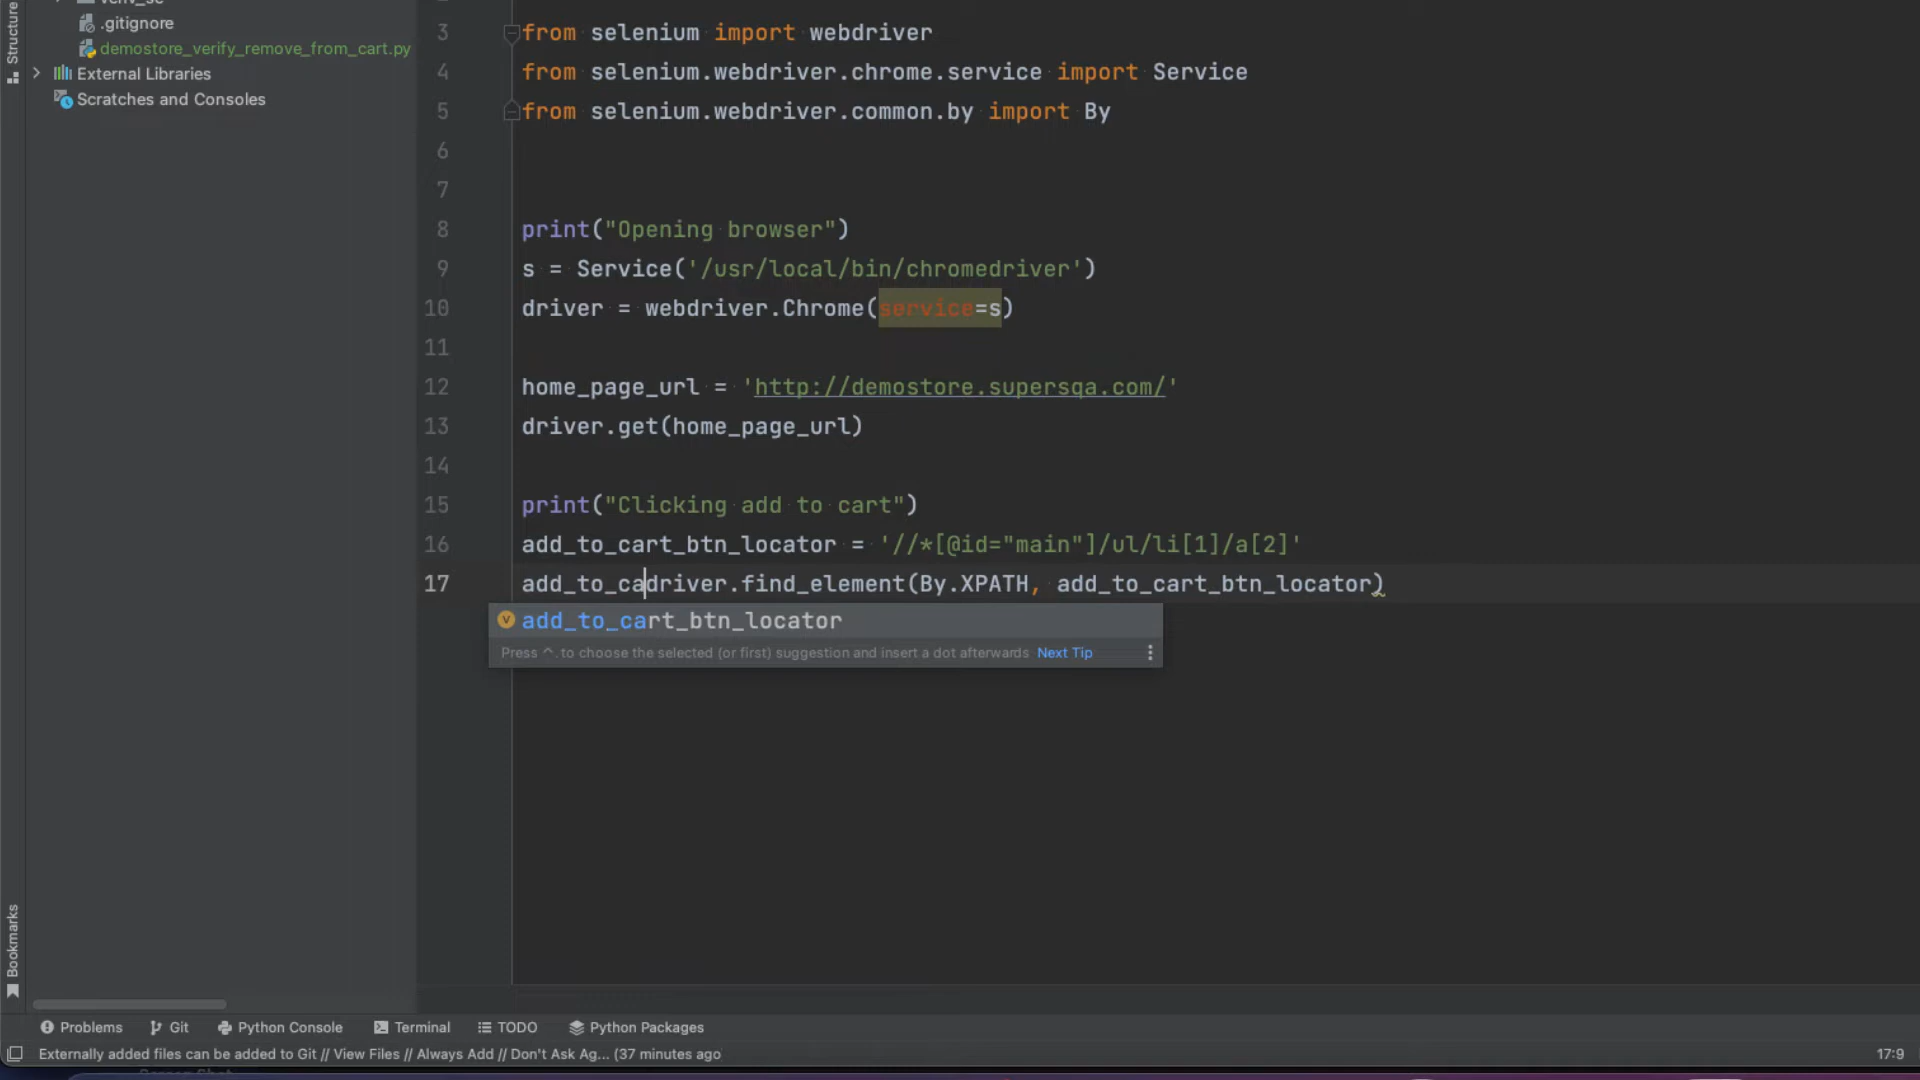 Structure
.gitignore
demostore_verify_remove_from_cart.py
External Libraries
Scratches and Consoles
3 from selenium import webdriver
4 from selenium.webdriver.chrome.service import Service
5 from selenium.webdriver.common.by import By
6
7
8 print("Opening browser")
9 s = Service('/usr/local/bin/chromedriver')
10 driver = webdriver.Chrome(service=s)
11
12 home_page_url = 'http://demostore.supersqa.com/'
13 driver.get(home_page_url)
14
15 print("Clicking add to cart")
16 add_to_cart_btn_locator = '//*[@id="main"]/ul/li[1]/a[2]'
17 add_to_cadriver.find_element(By.XPATH, add_to_cart_btn_locator)
V add_to_cart_btn_locator
Press ^. to choose the selected (or first) suggestion and insert a dot afterwards Next Tip
Bookmarks
Problems Git Python Console Terminal TODO Python Packages
Externally added files can be added to Git // View Files // Always Add // Don't Ask Ag... (37 minutes ago
17:9